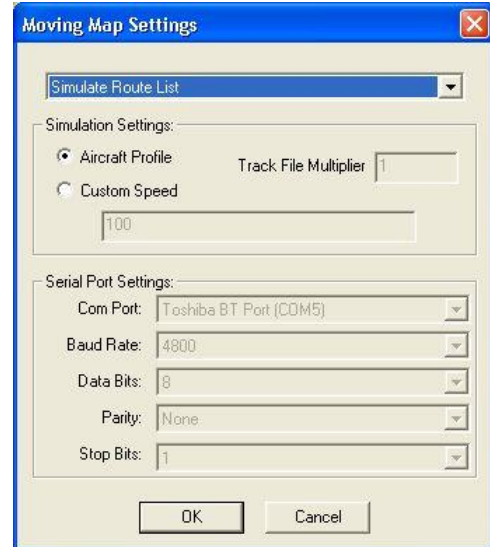 Moving Map Settings
Simulate Route List
Simulation Settings:
Aircraft Profile
Track File Multiplier 1
Custom Speed
100
Serial Port Settings:
Com Port: Toshiba BT Port (COM5)
Baud Rate: 4800
Data Bits: 8
Parity: None
Stop Bits: 1
OK Cancel